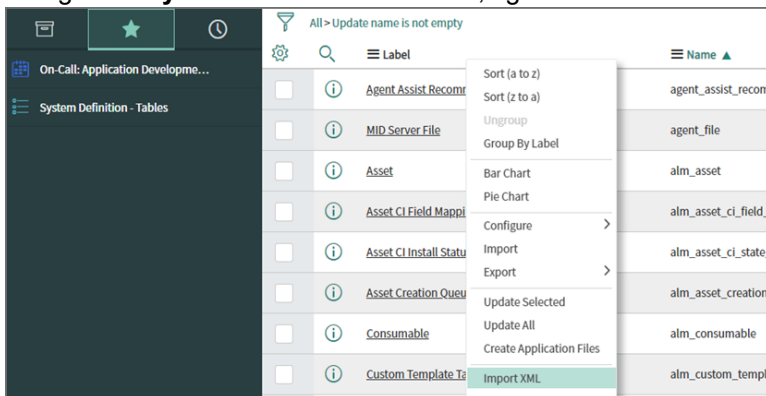 All > Update name is not empty
Label
Name
On-Call: Application Developme...
System Definition - Tables
Agent Assist Recomm
agent_assist_recom
MID Server File
agent_file
Asset
alm_asset
Asset CI Field Mappi
alm_asset_ci_field_
Asset CI Install Statu
alm_asset_ci_state_
Asset Creation Queu
alm_asset_creation
Consumable
alm_consumable
Custom Template Ta
alm_custom_templ
Sort (a to z)
Sort (z to a)
Ungroup
Group By Label
Bar Chart
Pie Chart
Configure
Import
Export
Update Selected
Update All
Create Application Files
Import XML